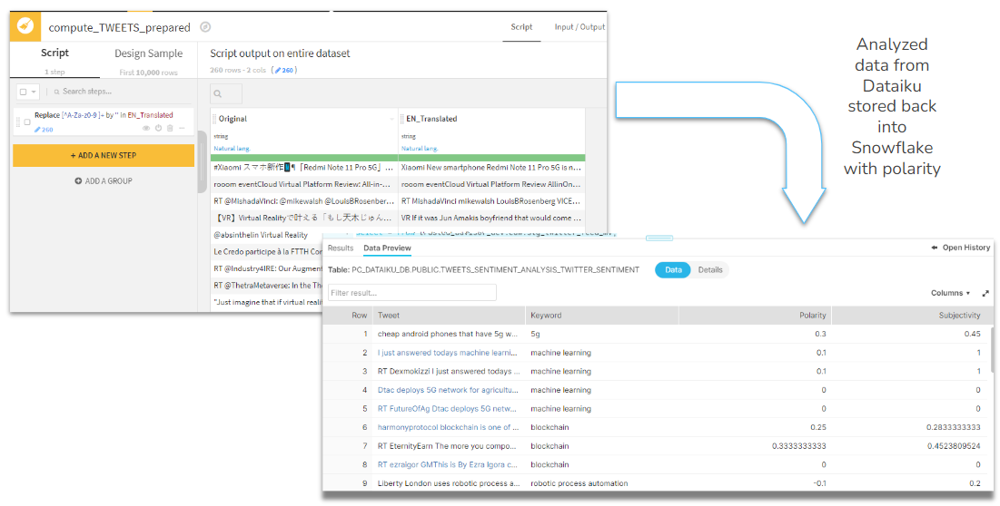 compute_TWEETS_prepared
Script
Input / Output
Script
Design Sample
1 step
First 10,000 rows
Script output on entire dataset
260 rows - 2 cols ( 260 )
Search steps...
Replace [^A-Za-z0-9 ]+ by '' in EN_Translated
260
+ ADD A NEW STEP
ADD A GROUP
Original
EN_Translated
string
string
Natural lang.
Natural lang.
#Xiaomi スマホ新作📱¶「Redmi Note 11 Pro 5G」...
Xiaomi New smartphone Redmi Note 11 Pro 5G is n...
rooom eventCloud Virtual Platform Review: All-in-...
rooom eventCloud Virtual Platform Review AllinOn...
RT @MishadaVinci: @mikewalsh @LouisBRosenber...
RT MishadaVinci mikewalsh LouisBRosenberg VICE...
【VR】Virtual Realityで叶える「もし天木じゅん...
VR If it was Jun Amakis boyfriend that would come ...
@absinthelin Virtual Reality
Le Credo participe à la FTTH Con
RT @Industry4IRE: Our Augment
RT @ThetraMetaverse: In the Th
"Just imagine that if virtual realit
Analyzed
data from
Dataiku
stored back
into
Snowflake
with polarity
Results
Data Preview
Open History
Table: PC_DATAIKU_DB.PUBLIC.TWEETS_SENTIMENT_ANALYSIS_TWITTER_SENTIMENT
Data
Details
Filter result...
Columns
Row Tweet Keyword Polarity Subjectivity
1 cheap android phones that have 5g w... 5g 0.3 0.45
2 I just answered todays machine learni... machine learning 0.1 1
3 RT Dexmokizzi I just answered todays ... machine learning 0.1 1
4 Dtac deploys 5G network for agricultu... machine learning 0 0
5 RT FutureOfAg Dtac deploys 5G netw... machine learning 0 0
6 harmonyprotocol blockchain is one of ... blockchain 0.25 0.2833333333
7 RT EternityEarn The more you compo... blockchain 0.3333333333 0.4523809524
8 RT ezraigor GMThis is By Ezra Igora c... blockchain 0 0
9 Liberty London uses robotic process a... robotic process automation -0.1 0.2